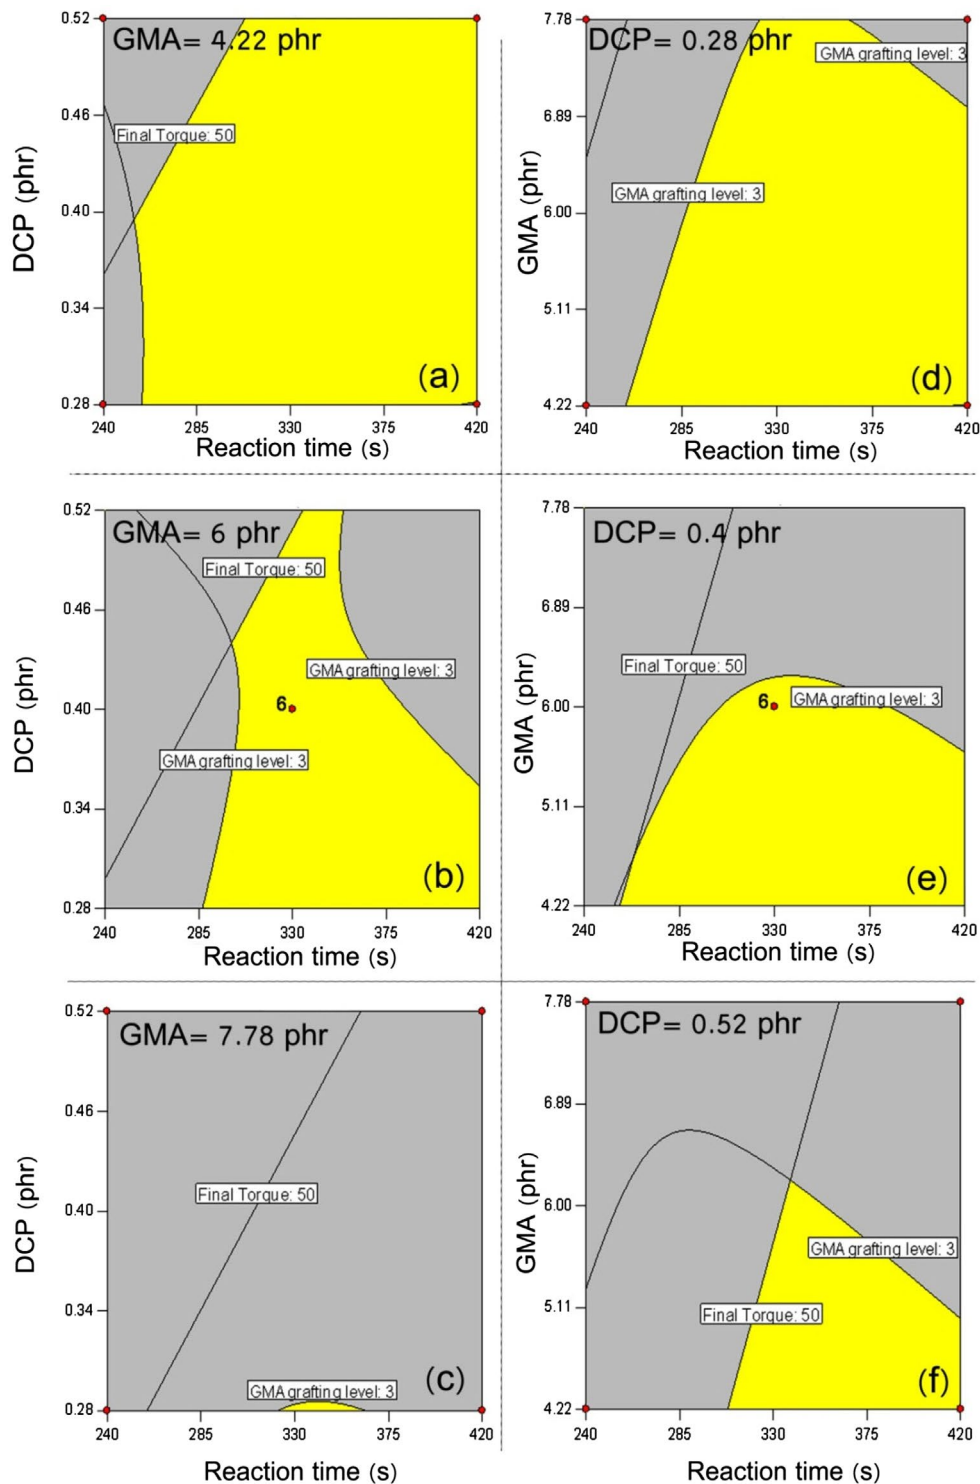 0.52
GMA= 4.22 phr
0.46
Final Torque: 50
DCP (phr)
0.40
0.34
0.28
(a)
240 285 330 375 420
Reaction time (s)
7.78
DCP= 0.28 phr
GMA grafting level: 3
6.89
GMA (phr)
6.00
GMA grafting level: 3
5.11
4.22
(d)
240 285 330 375 420
Reaction time (s)
0.52
GMA= 6 phr
Final Torque: 50
0.46
DCP (phr)
GMA grafting level: 3
0.40
6
GMA grafting level: 3
0.34
(b)
0.28
240 285 330 375 420
Reaction time (s)
7.78
DCP= 0.4 phr
6.89
Final Torque: 50
GMA (phr)
6.00
6
GMA grafting level: 3
5.11
(e)
4.22
240 285 330 375 420
Reaction time (s)
0.52
GMA= 7.78 phr
0.46
DCP (phr)
Final Torque: 50
0.40
0.34
GMA grafting level: 3
(c)
0.28
240 285 330 375 420
Reaction time (s)
7.78
DCP= 0.52 phr
6.89
GMA (phr)
6.00
GMA grafting level: 3
5.11
Final Torque: 50
(f)
4.22
240 285 330 375 420
Reaction time (s)